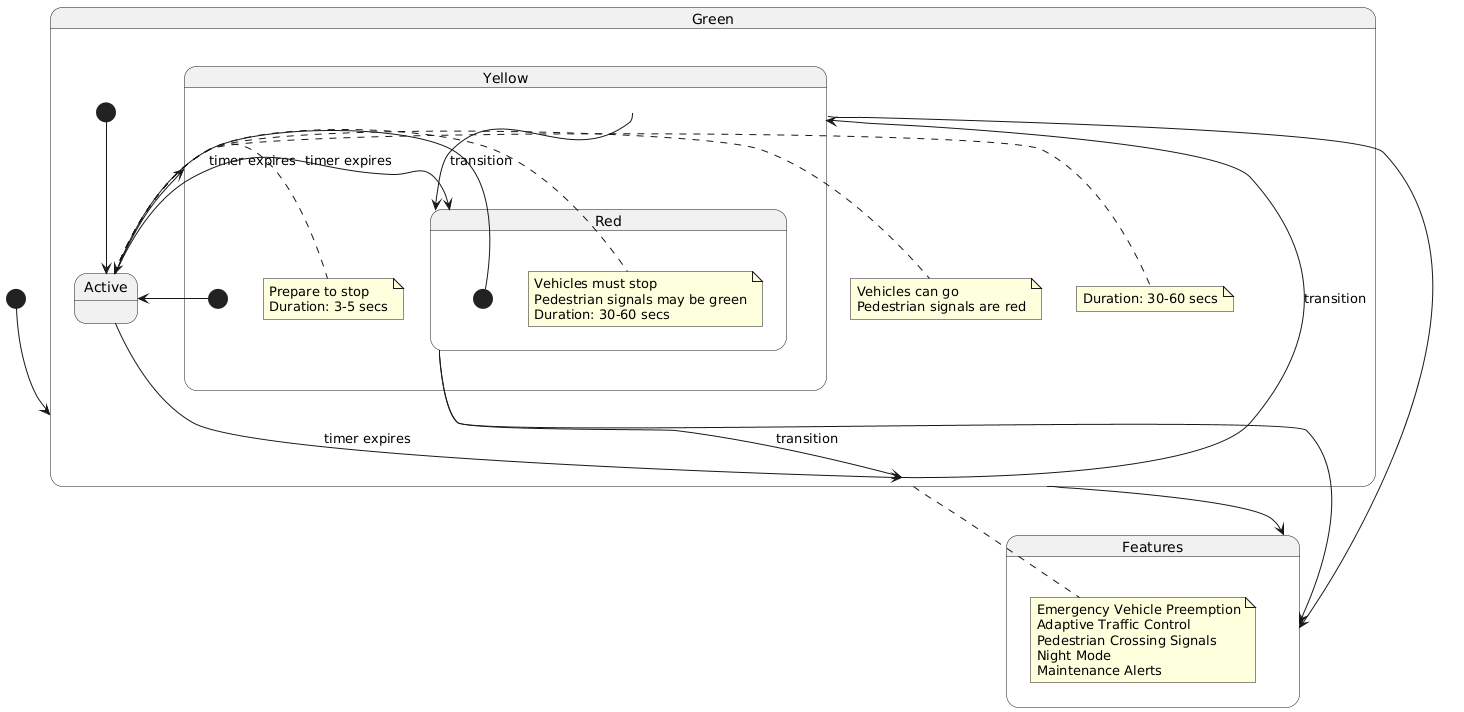 Green
Yellow
timer expires
timer expires
transition
Red
Active
Prepare to stop
Duration: 3-5 secs
Vehicles must stop
Pedestrian signals may be green
Duration: 30-60 secs
Vehicles can go
Pedestrian signals are red
Duration: 30-60 secs
transition
timer expires
transition
Features
Emergency Vehicle Preemption
Adaptive Traffic Control
Pedestrian Crossing Signals
Night Mode
Maintenance Alerts